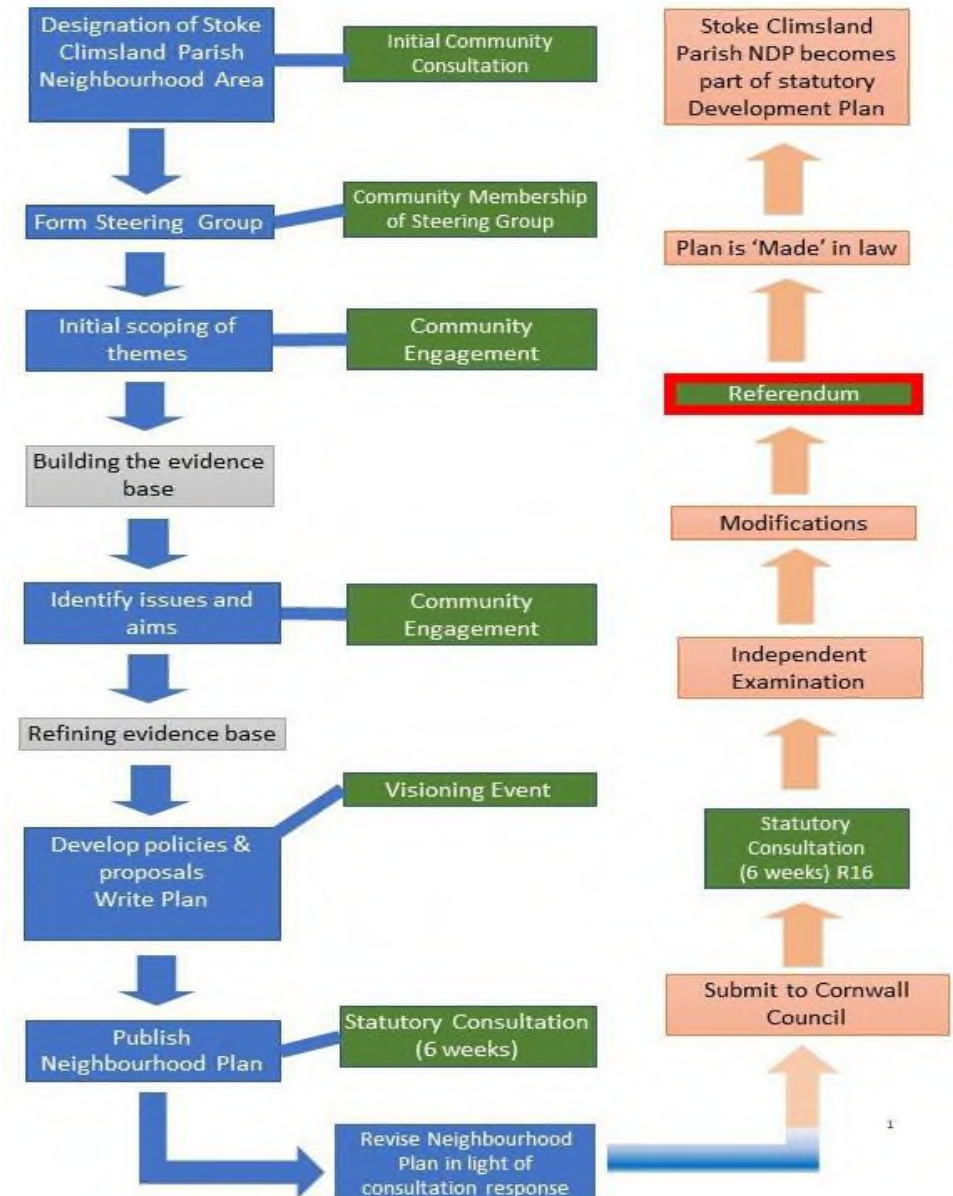 Designation of Stoke
Climsland Parish
Neighbourhood Area
Initial Community
Consultation
Form Steering Group
Community Membership
of Steering Group
Initial scoping of
themes
Community
Engagement
Building the evidence
base
Identify issues and
aims
Community
Engagement
Refining evidence base
Visioning Event
Develop policies &
proposals
Write Plan
Publish
Neighbourhood Plan
Statutory Consultation
(6 weeks)
Revise Neighbourhood
Plan in light of
consultation response
Submit to Cornwall
Council
Statutory
Consultation
(6 weeks) R16
Independent
Examination
Modifications
Referendum
Plan is ‘Made’ in law
Stoke Climsland
Parish NDP becomes
part of statutory
Development Plan
1